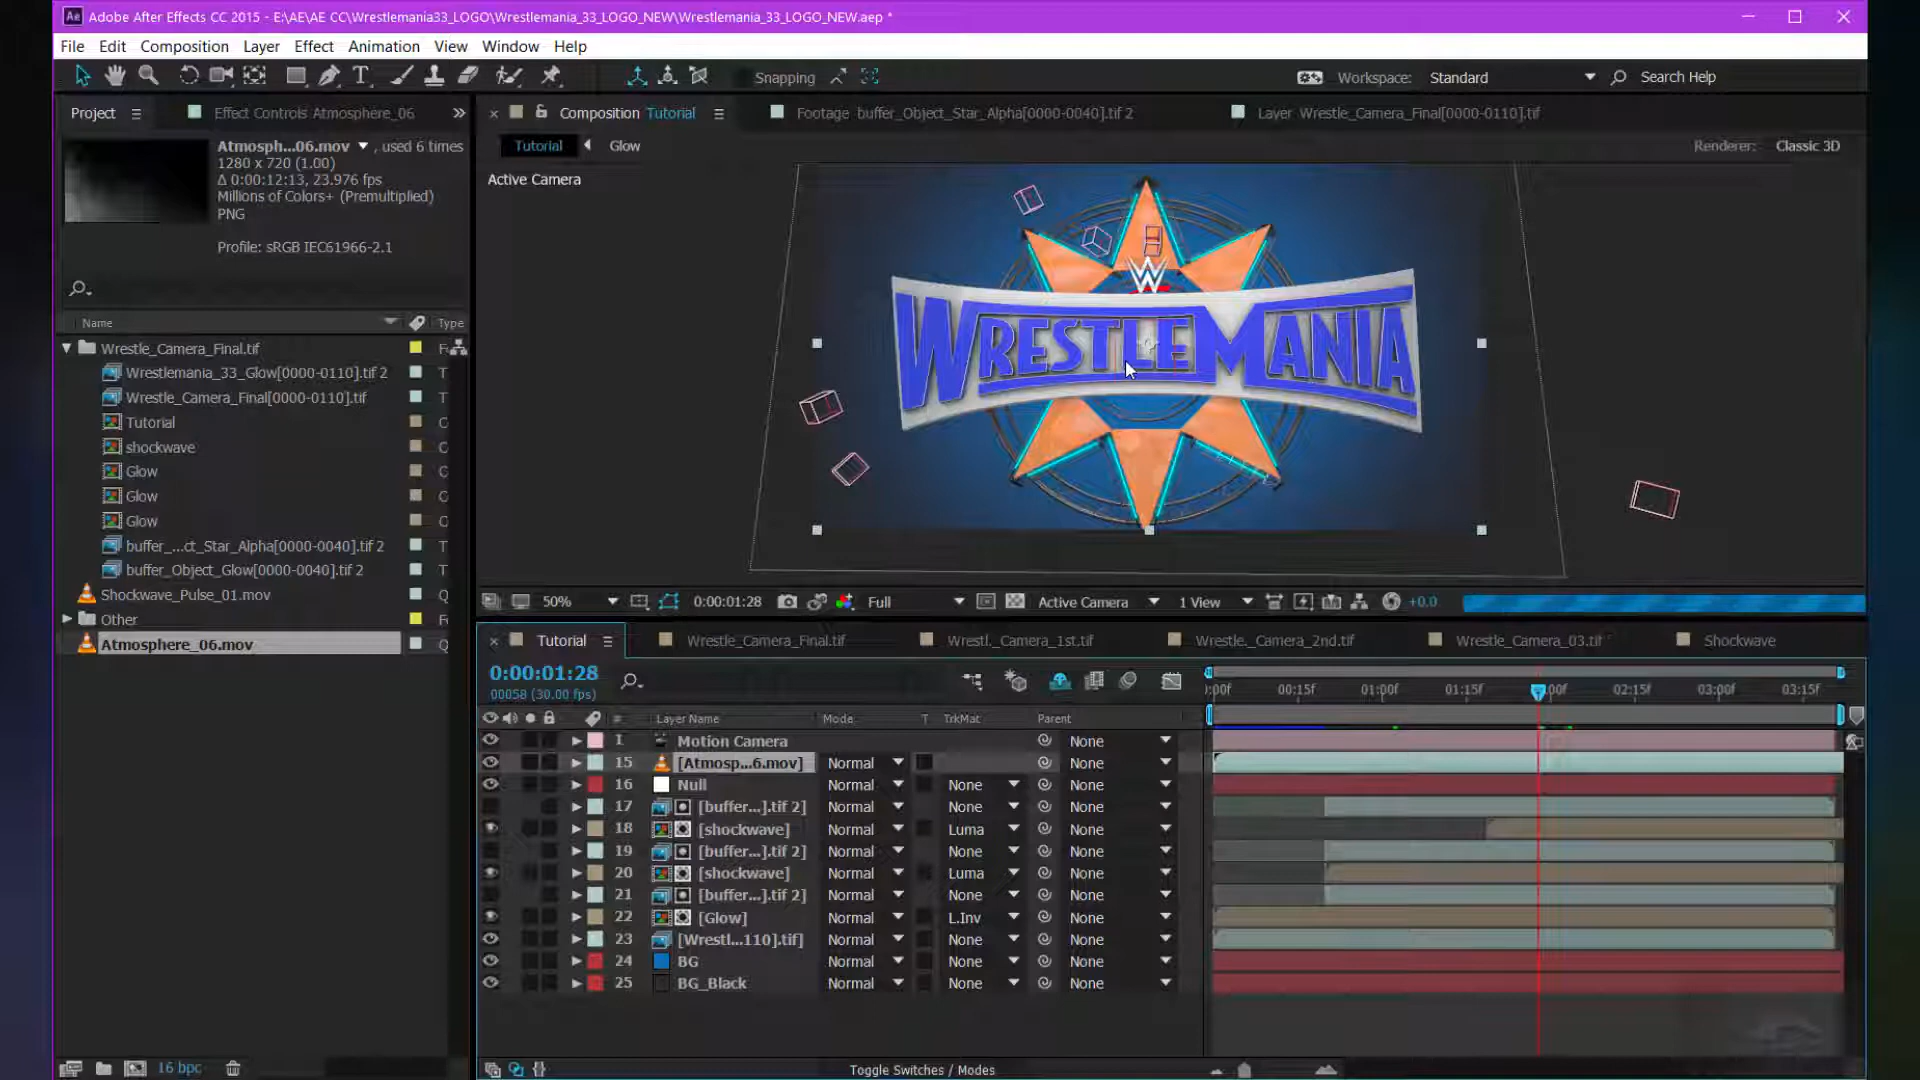 Adobe After Effects CC 2015 - E:\AE\AE CC\Wrestlemania33_LOGO\Wrestlemania_33_LOGO_NEW\Wrestlemania_33_LOGO_NEW.aep *
File Edit Composition Layer Effect Animation View Window Help
Snapping Workspace: Standard Search Help
Project Effect Controls Atmosphere_06 Composition Tutorial Footage buffer_Object_Star_Alpha[0000-0040].tif 2 Layer Wrestle_Camera_Final[0000-0110].tif
Atmosph...06.mov , used 6 times
1280 x 720 (1.00)
Δ 0:00:12:13, 23.976 fps
Millions of Colors+ (Premultiplied)
PNG
Profile: sRGB IEC61966-2.1
Tutorial Glow Renderer: Classic 3D
Active Camera
W
WRESTLEMANIA
Name Type
Wrestle_Camera_Final.tif F
Wrestlemania_33_Glow[0000-0110].tif 2 T
Wrestle_Camera_Final[0000-0110].tif T
Tutorial C
shockwave C
Glow C
Glow C
Glow C
buffer_...ct_Star_Alpha[0000-0040].tif 2 T
buffer_Object_Glow[0000-0040].tif 2 T
Shockwave_Pulse_01.mov Q
Other F
Atmosphere_06.mov Q
16 bpc
50% 0:00:01:28 Full Active Camera 1 View +0.0
Tutorial Wrestle_Camera_Final.tif Wrestl._Camera_1st.tif Wrestle._Camera_2nd.tif Wrestle_Camera_03.tif Shockwave
0:00:01:28
00058 (30.00 fps)
):00f 00:15f 01:00f 01:15f :00f 02:15f 03:00f 03:15f
# Layer Name Mode T TrkMat Parent
1 Motion Camera None
15 [Atmosp...6.mov] Normal None
16 Null Normal None None
17 [buffer...].tif 2] Normal None None
18 [shockwave] Normal Luma None
19 [buffer...].tif 2] Normal None None
20 [shockwave] Normal Luma None
21 [buffer...].tif 2] Normal None None
22 [Glow] Normal L.Inv None
23 [Wrestl...110].tif] Normal None None
24 BG Normal None None
25 BG_Black Normal None None
Toggle Switches / Modes